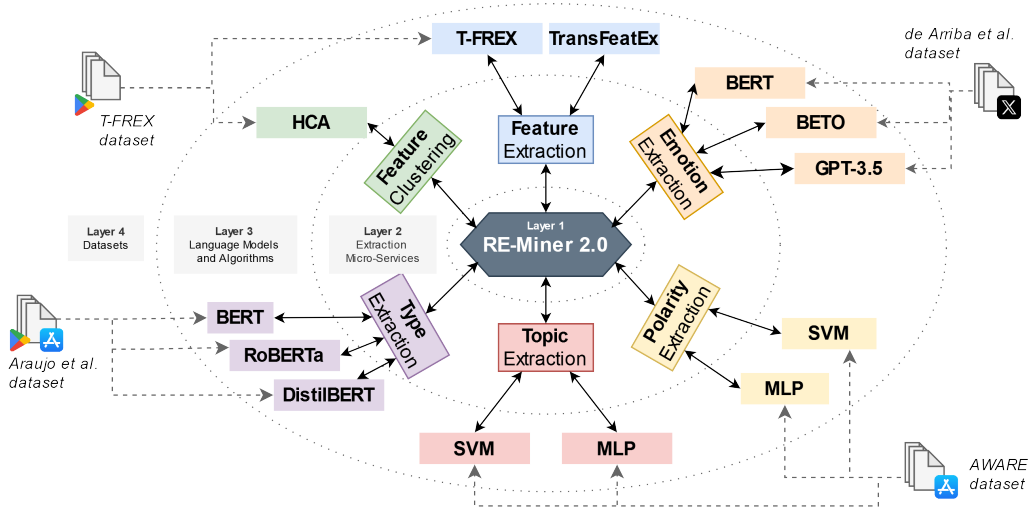 T-FREX
TransFeatEx
de Arriba et al.
dataset
BERT
T-FREX
dataset
HCA
Feature
Clustering
Feature
Extraction
Emotion
Extraction
BETO
GPT-3.5
Layer 4
Datasets
Layer 3
Language Models
and Algorithms
Layer 2
Extraction
Micro-Services
Layer 1
RE-Miner 2.0
Araujo et al.
dataset
BERT
RoBERTa
DistilBERT
Type
Extraction
Topic
Extraction
Polarity
Extraction
SVM
MLP
SVM
MLP
AWARE
dataset